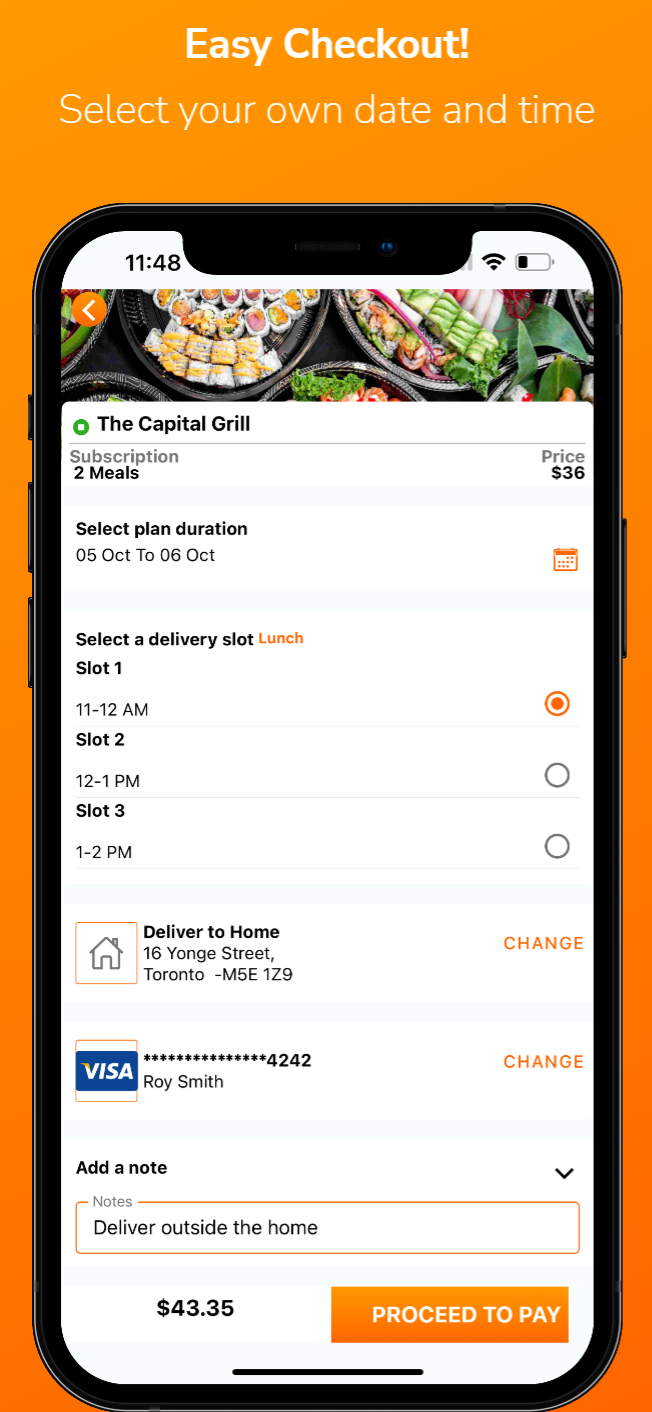 Easy Checkout!
Select your own date and time
11:48
The Capital Grill
Subscription Price
2 Meals $36
Select plan duration
05 Oct To 06 Oct
Select a delivery slot Lunch
Slot 1
11-12 AM
Slot 2
12-1 PM
Slot 3
1-2 PM
Deliver to Home
16 Yonge Street, CHANGE
Toronto  -M5E 1Z9
VISA ***************4242 CHANGE
Roy Smith
Add a note
Notes
Deliver outside the home
$43.35 PROCEED TO PAY